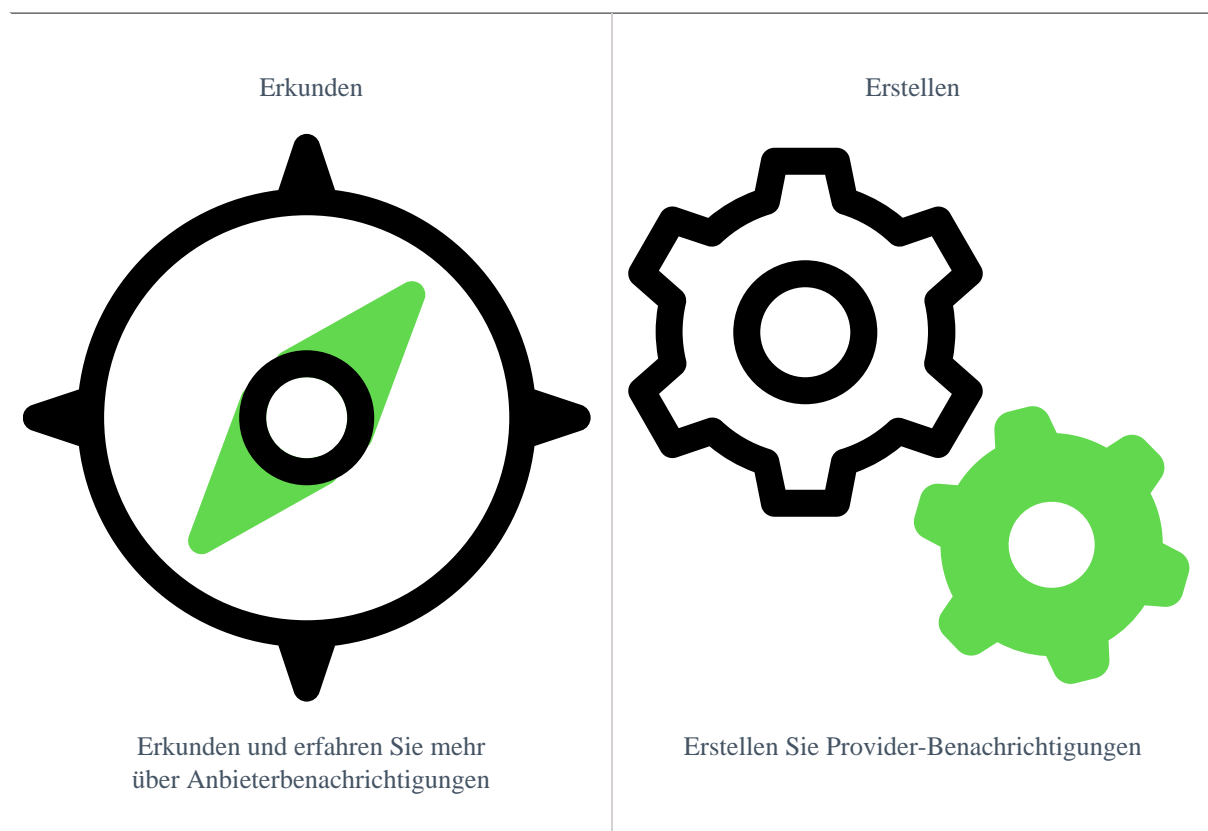 Erkunden
Erkunden und erfahren Sie mehr
über Anbieterbenachrichtigungen
Erstellen
Erstellen Sie Provider-Benachrichtigungen